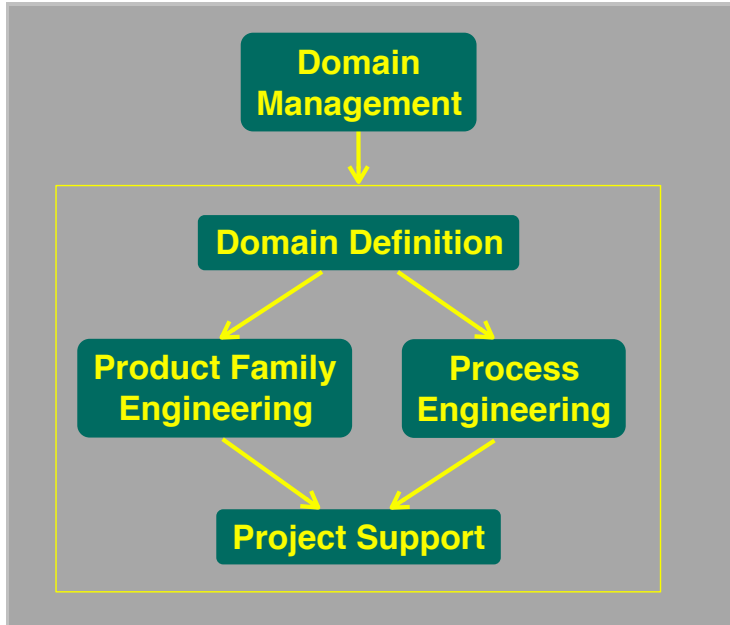 Domain
Management
Domain Definition
Product Family
Engineering
Process
Engineering
Project Support